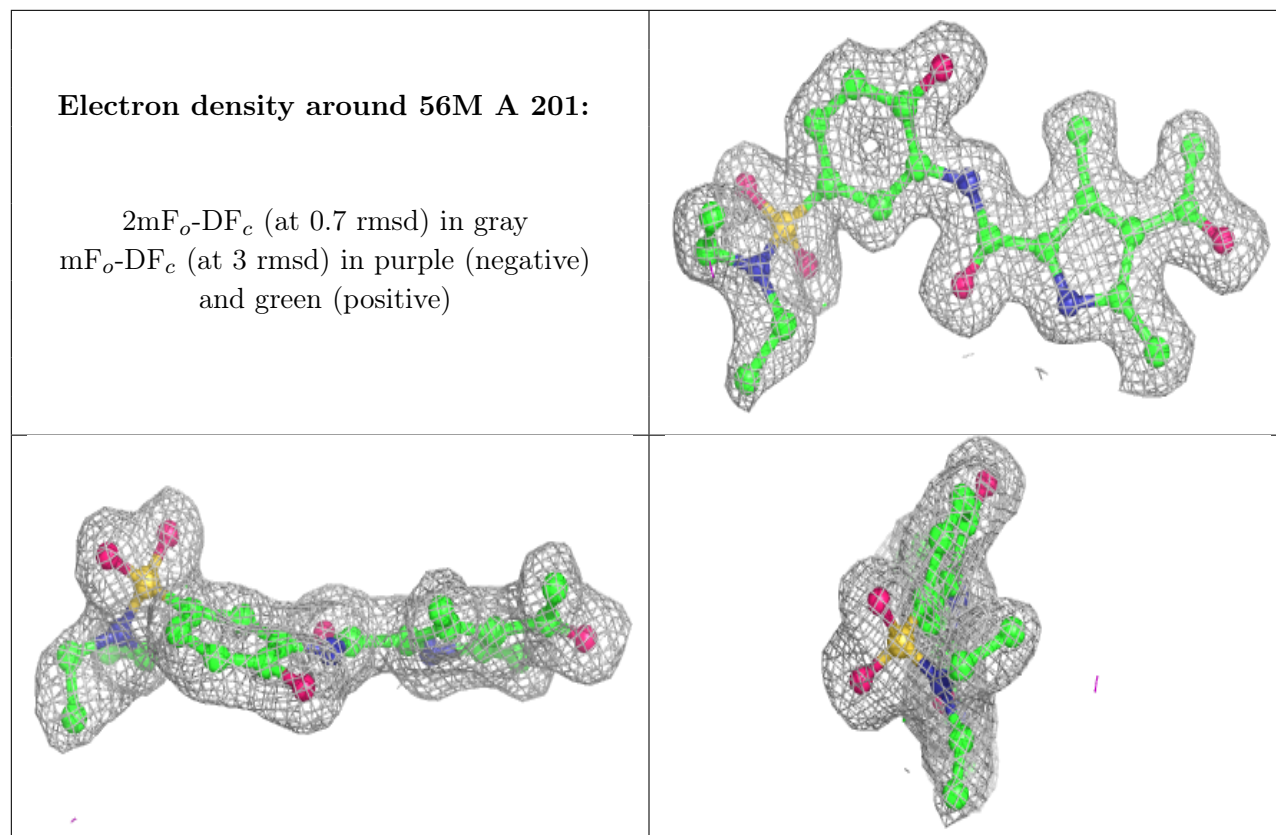 Electron density around 56M A 201:
2mFo-DFc (at 0.7 rmsd) in gray
mFo-DFc (at 3 rmsd) in purple (negative)
and green (positive)